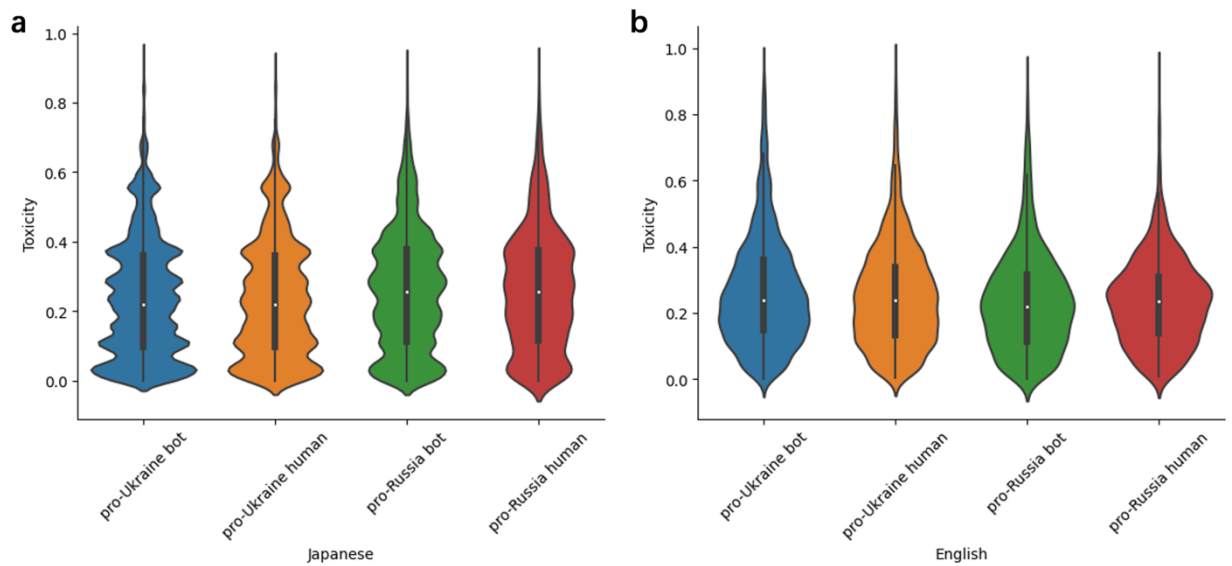 a
1.0
0.8
0.6
0.4
0.2
0.0
Toxicity
pro-Ukraine bot
pro-Ukraine human
pro-Russia bot
pro-Russia human
Japanese
b
1.0
0.8
0.6
0.4
0.2
0.0
Toxicity
pro-Ukraine bot
pro-Ukraine human
pro-Russia bot
pro-Russia human
English